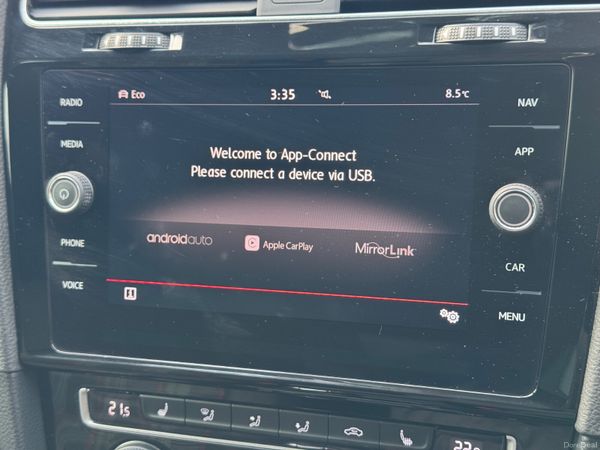 RADIO
MEDIA
PHONE
VOICE
Eco
3:35
8.5°C
Welcome to App-Connect
Please connect a device via USB.
androidauto
Apple CarPlay
MirrorLink
NAV
APP
CAR
MENU
21.5